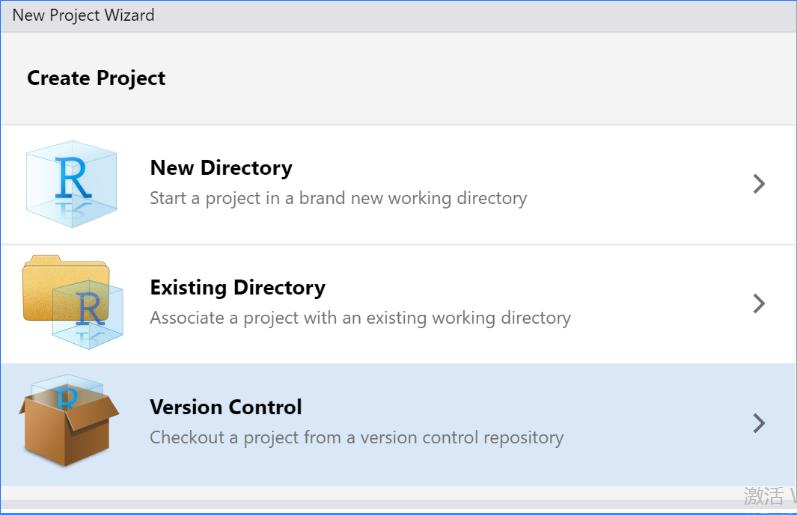 New Project Wizard
Create Project
R
New Directory
Start a project in a brand new working directory
R
Existing Directory
Associate a project with an existing working directory
R
Version Control
Checkout a project from a version control repository
激活